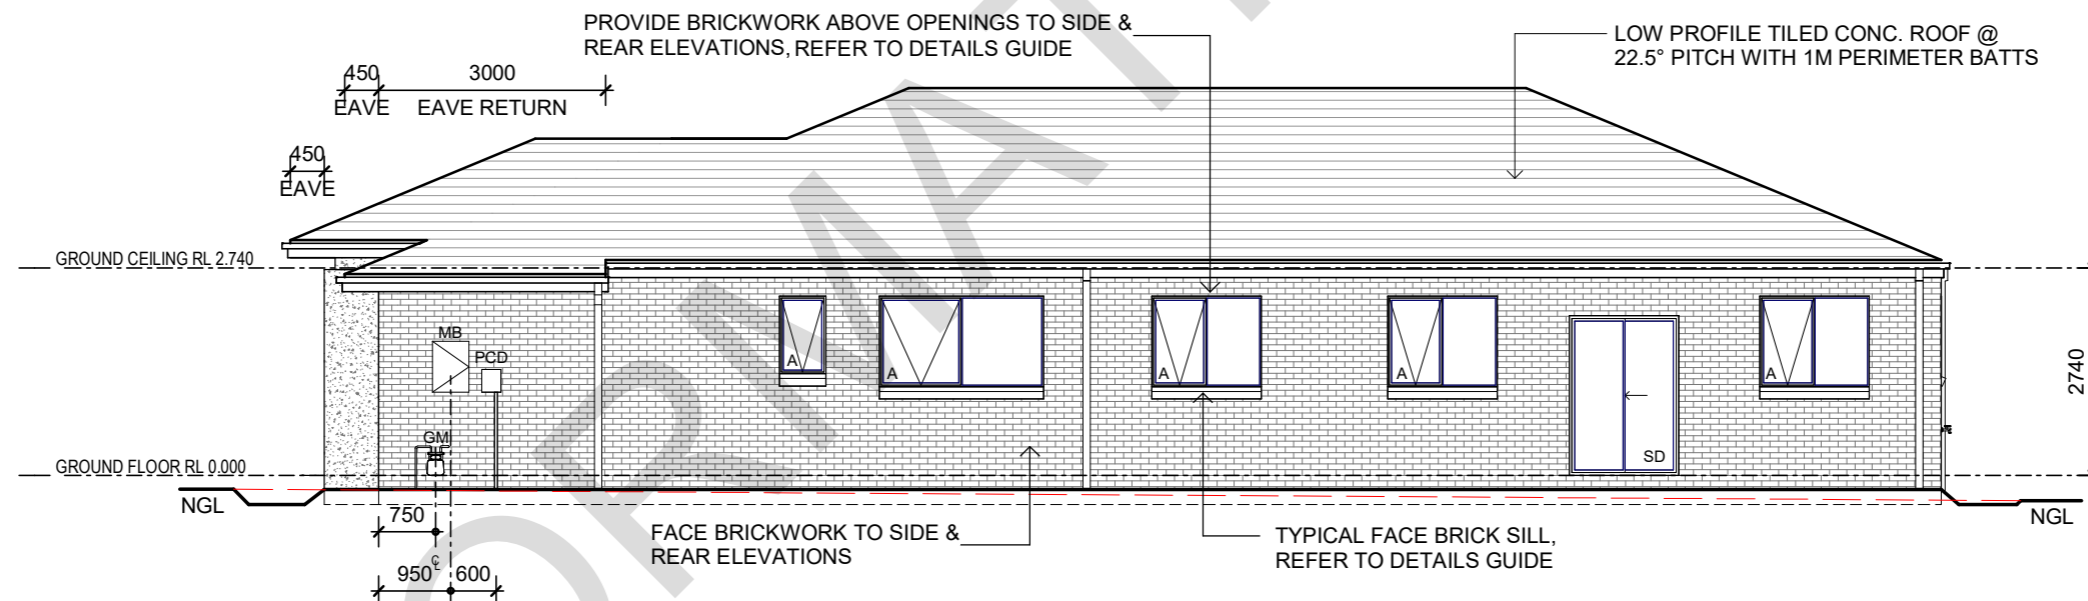 PROVIDE BRICKWORK ABOVE OPENINGS TO SIDE &
REAR ELEVATIONS, REFER TO DETAILS GUIDE
LOW PROFILE TILED CONC. ROOF @
22.5° PITCH WITH 1M PERIMETER BATTS
450 3000
EAVE EAVE RETURN
450
EAVE
GROUND CEILING RL 2.740
MB
PCD
A A A A A
2740
GM
SD
GROUND FLOOR RL 0.000
NGL
NGL
750
FACE BRICKWORK TO SIDE &
REAR ELEVATIONS
TYPICAL FACE BRICK SILL,
REFER TO DETAILS GUIDE
℄
950 600
ORMAT